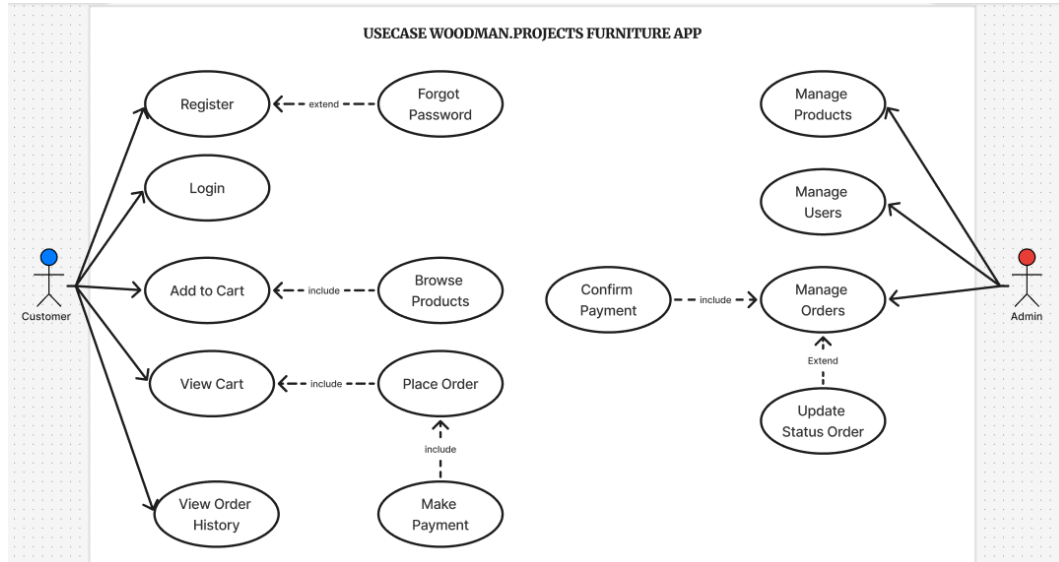 USECASE WOODMAN.PROJECTS FURNITURE APP
Register
extend
Forgot
Password
Manage
Products
Login
Manage
Users
Customer
Add to Cart
include
Browse
Products
Confirm
Payment
include
Manage
Orders
Admin
View Cart
include
Place Order
Extend
Update
Status Order
include
View Order
History
Make
Payment